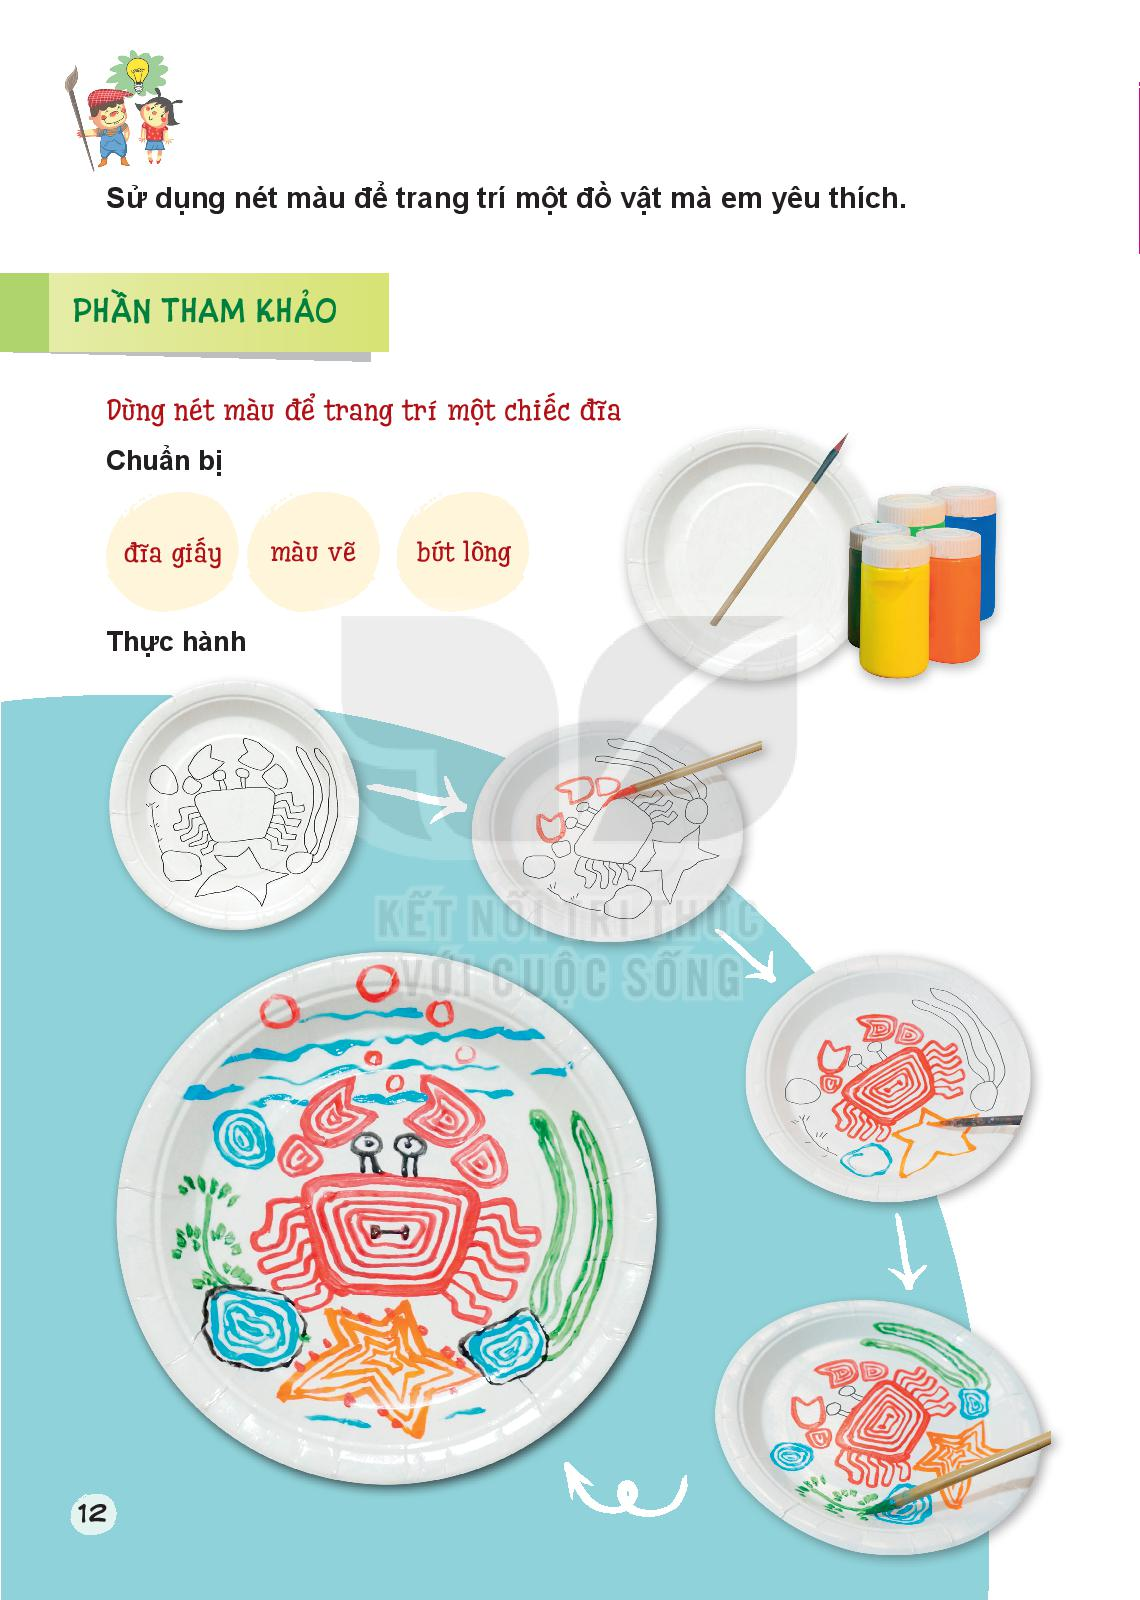 Sử dụng nét màu để trang trí một đồ vật mà em yêu thích.
PHẦN THAM KHẢO
Dùng nét màu để trang trí một chiếc đĩa
Chuẩn bị
đĩa giấy
màu vẽ
bút lông
Thực hành
KẾT NỐI TRI THỨC
VỚI CUỘC SỐNG
12